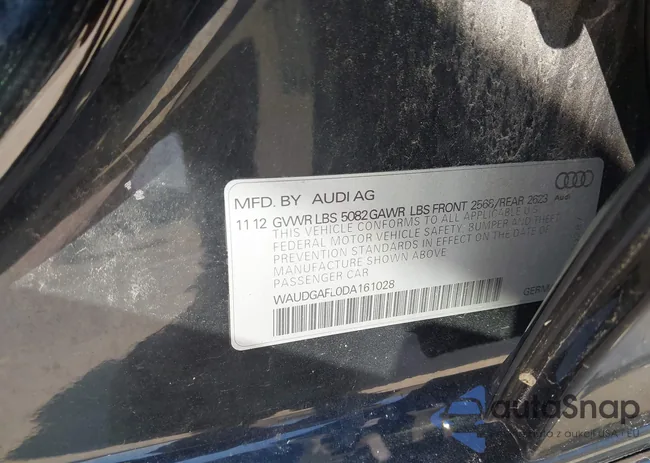 MFD. BY AUDI AG
11 12 GVWR LBS 5082 GAWR LBS FRONT 2566/REAR 2623
THIS VEHICLE CONFORMS TO ALL APPLICABLE U.S.
FEDERAL MOTOR VEHICLE SAFETY, BUMPER AND THEFT
PREVENTION STANDARDS IN EFFECT ON THE DATE OF
MANUFACTURE SHOWN ABOVE
PASSENGER CAR
WAUDGAFL0DA161028
GERM
autoSnap